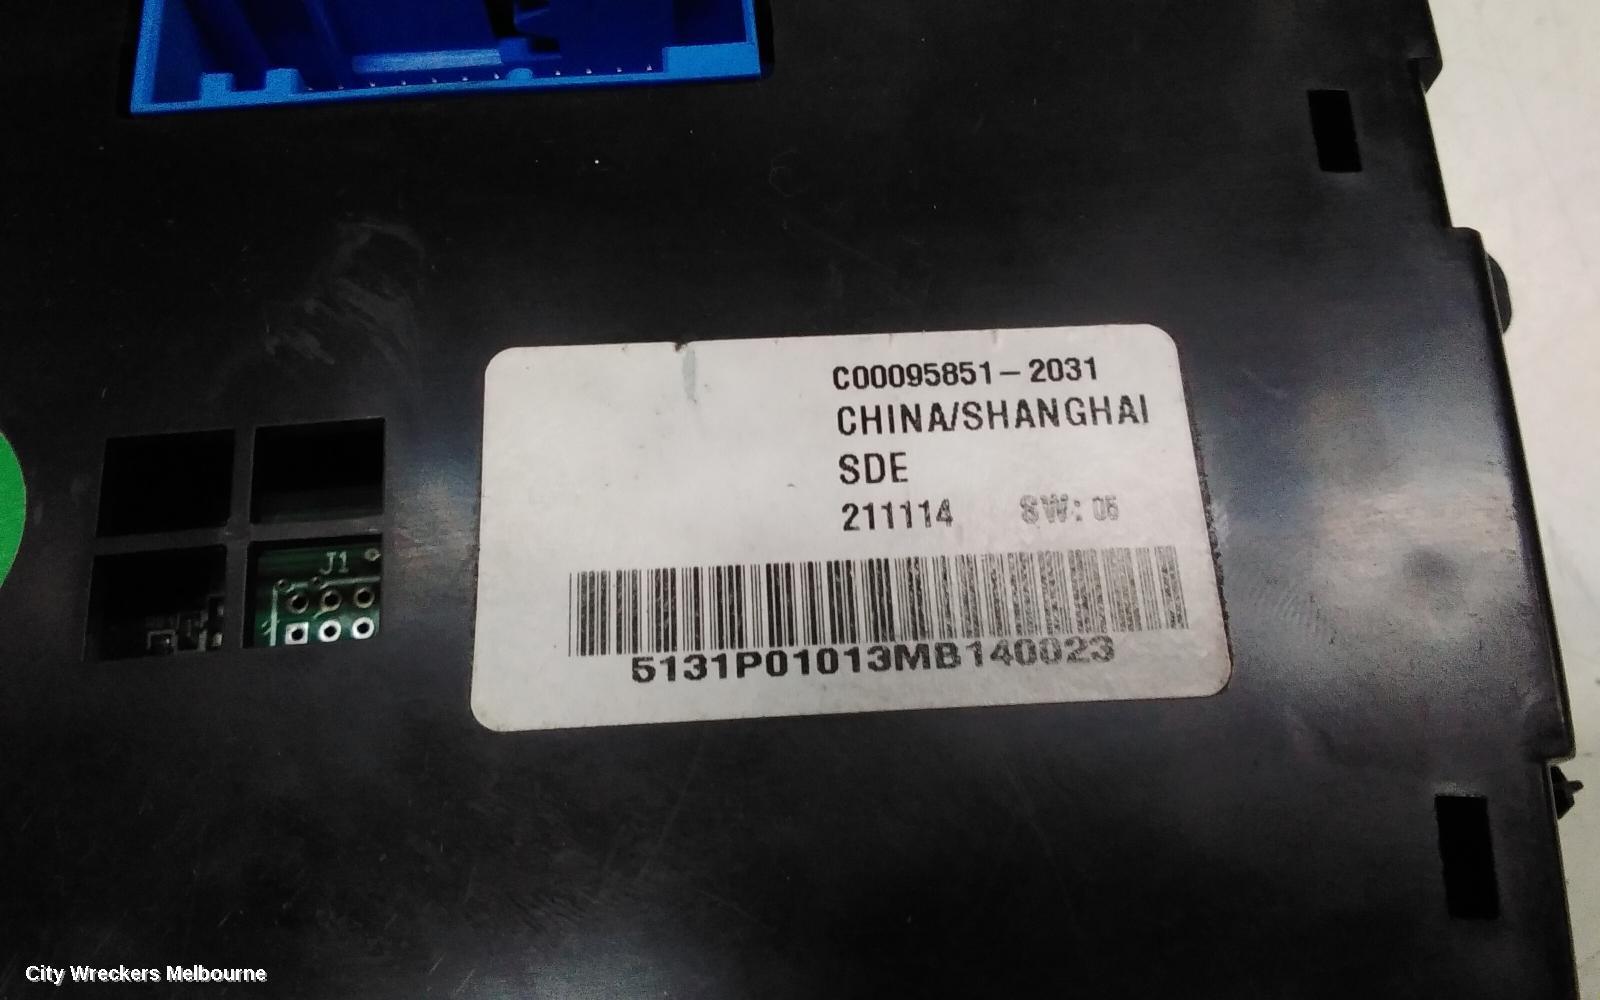 C00095851-2031
CHINA/SHANGHAI
SDE
211114 SW: 05
J1
5131P01013MB140023
City Wreckers Melbourne